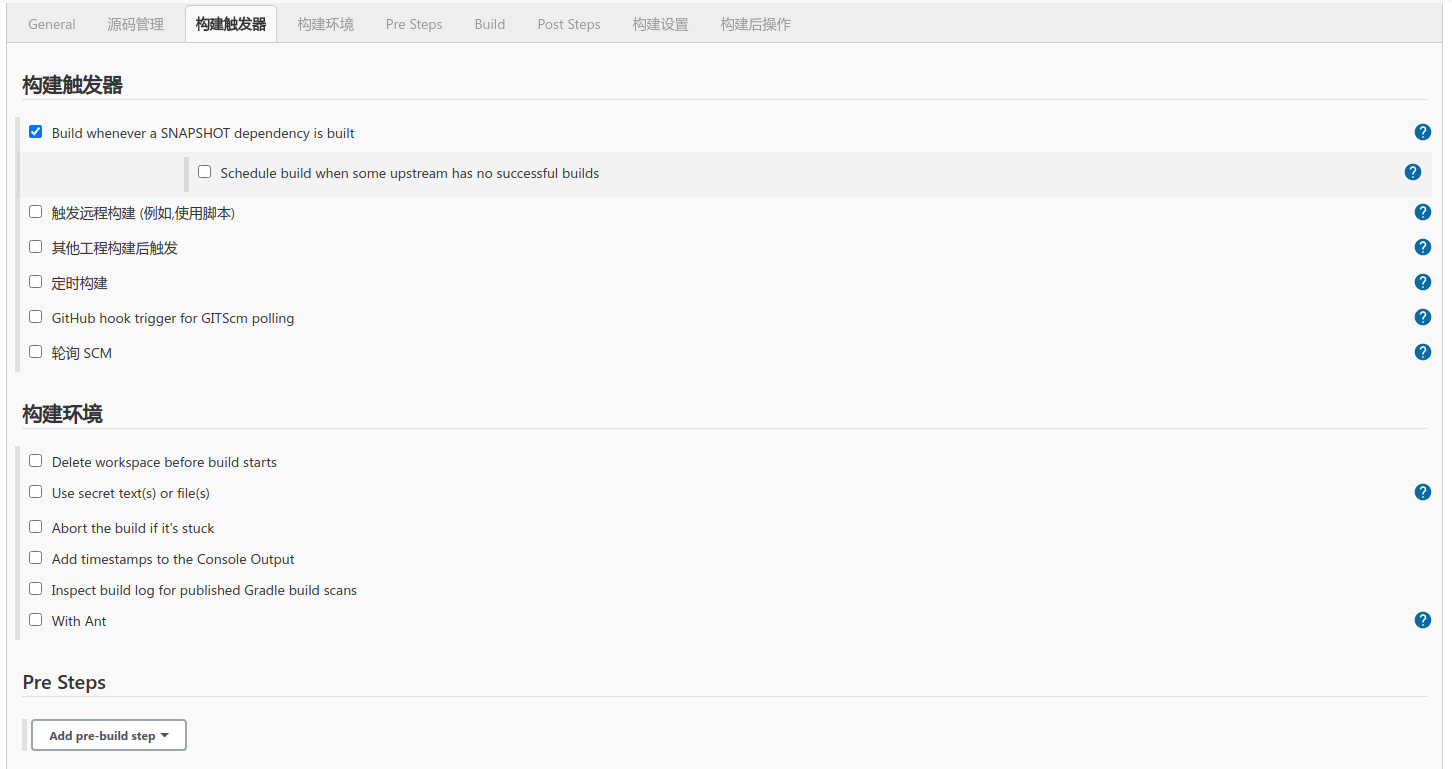 General 源码管理 构建触发器 构建环境 Pre Steps Build Post Steps 构建设置 构建后操作
构建触发器
Build whenever a SNAPSHOT dependency is built ?
Schedule build when some upstream has no successful builds ?
触发远程构建 (例如,使用脚本) ?
其他工程构建后触发 ?
定时构建 ?
GitHub hook trigger for GITScm polling ?
轮询 SCM ?
构建环境
Delete workspace before build starts
Use secret text(s) or file(s) ?
Abort the build if it's stuck
Add timestamps to the Console Output
Inspect build log for published Gradle build scans
With Ant ?
Pre Steps
Add pre-build step